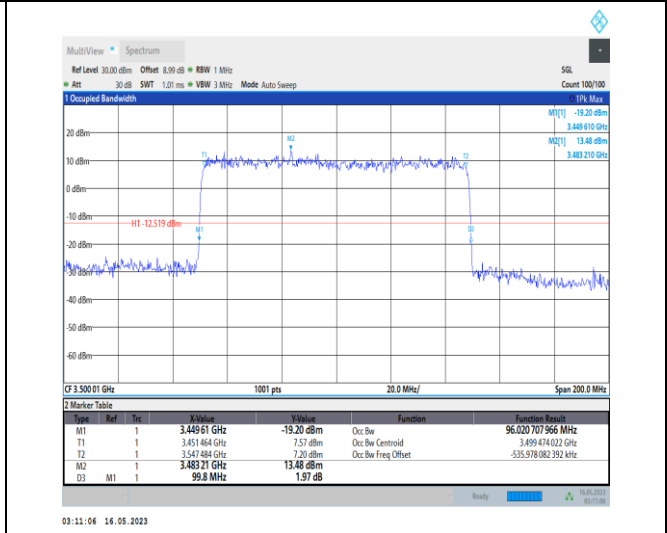 MultiView Spectrum
Ref Level 30.00 dBm Offset 8.99 dB RBW 1 MHz SGL
Att 30 dB SWT 1.01 ms VBW 3 MHz Mode Auto Sweep Count 100/100
1 Occupied Bandwidth 1Pk Max
M1[1] -19.20 dBm
3.449 610 GHz
M2[1] 13.48 dBm
3.483 210 GHz
20 dBm
M2
T1
T2
10 dBm
0 dBm
-10 dBm
H1 -12.519 dBm
M1
D3
-20 dBm
-30 dBm
-40 dBm
-50 dBm
-60 dBm
CF 3.500 01 GHz 1001 pts 20.0 MHz/ Span 200.0 MHz
2 Marker Table
Type Ref Trc X-Value Y-Value Function Function Result
M1 1 3.449 61 GHz -19.20 dBm Occ Bw 96.020 707 966 MHz
T1 1 3.451 464 GHz 7.57 dBm Occ Bw Centroid 3.499 474 022 GHz
T2 1 3.547 484 GHz 7.20 dBm Occ Bw Freq Offset -535.978 082 392 kHz
M2 1 3.483 21 GHz 13.48 dBm
D3 M1 1 99.8 MHz 1.97 dB
Ready 16.05.2023
03:11:06
03:11:06 16.05.2023